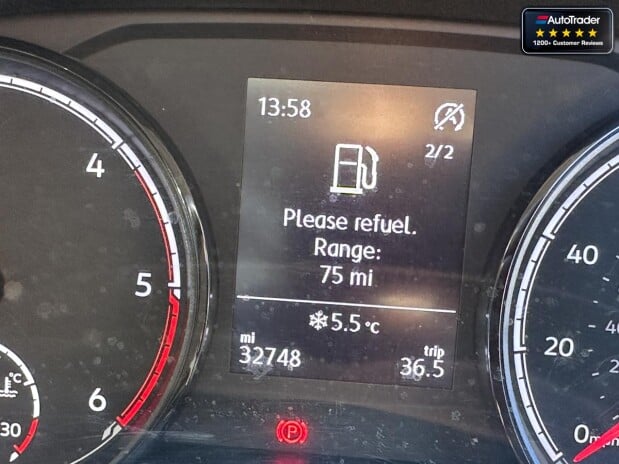 AutoTrader
1200+ Customer Reviews
13:58
2/2
Please refuel.
Range:
75 mi
5.5 °C
mi
32748
trip
36.5
4
5
6
°C
30
P
40
20
0 mph